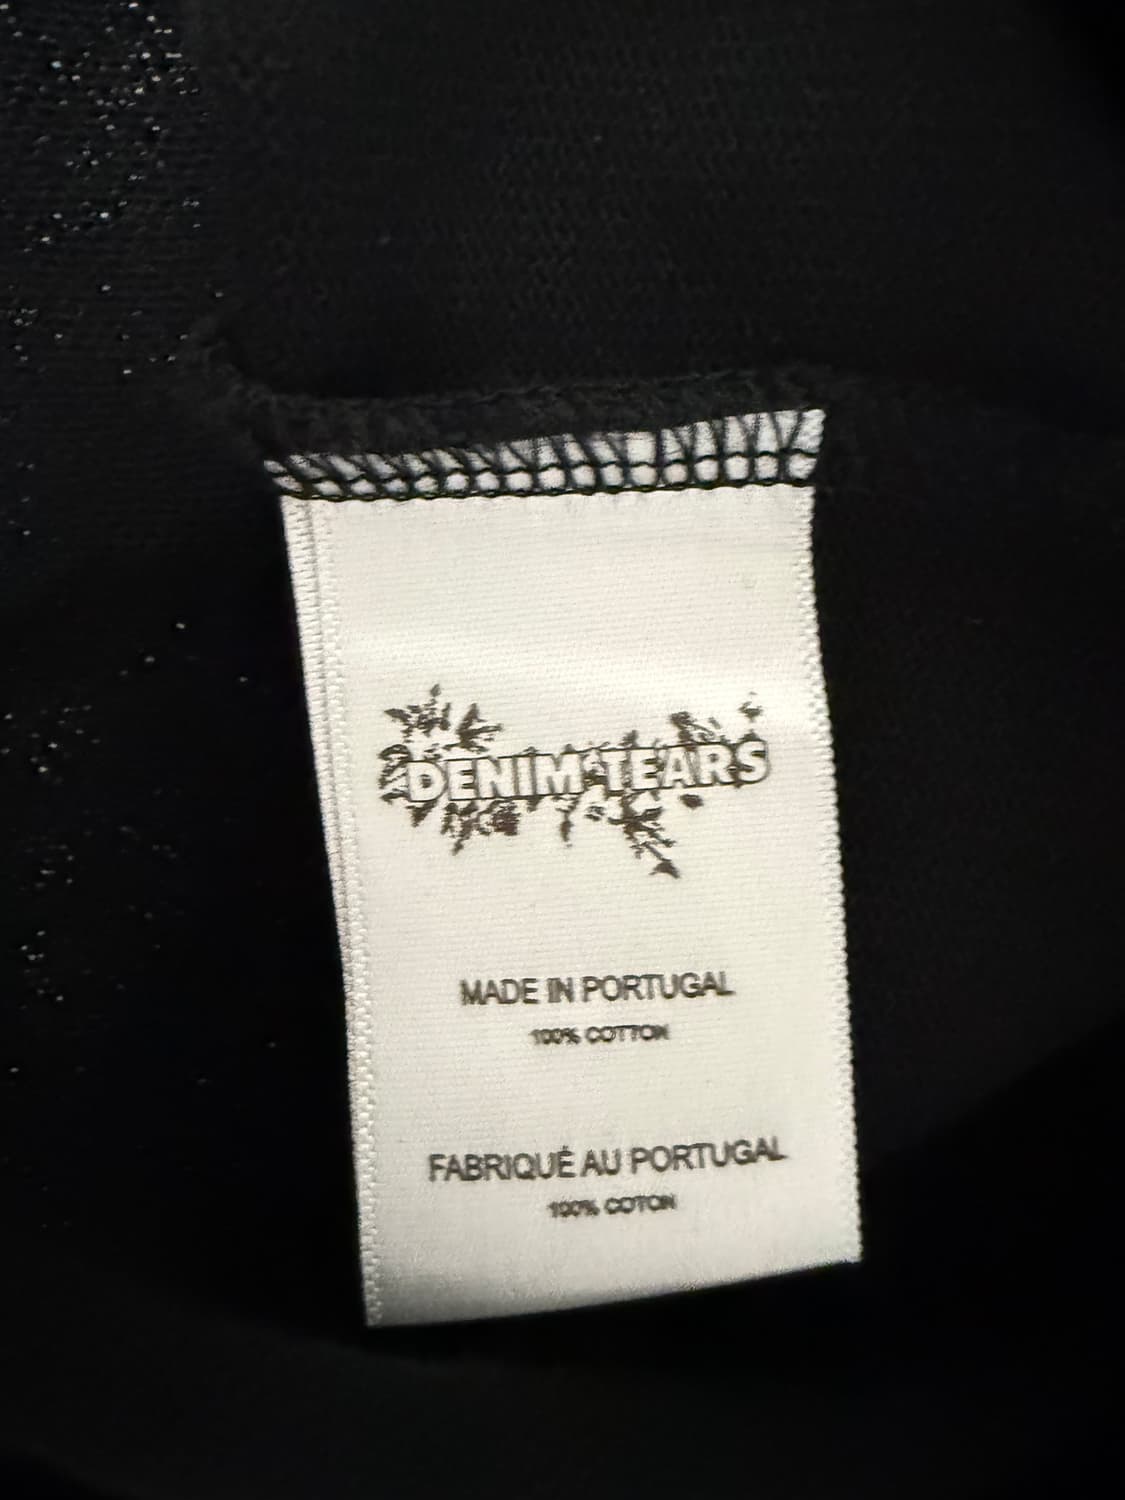 DENIM TEARS
MADE IN PORTUGAL
100% COTTON
FABRIQUÉ AU PORTUGAL
100% COTON